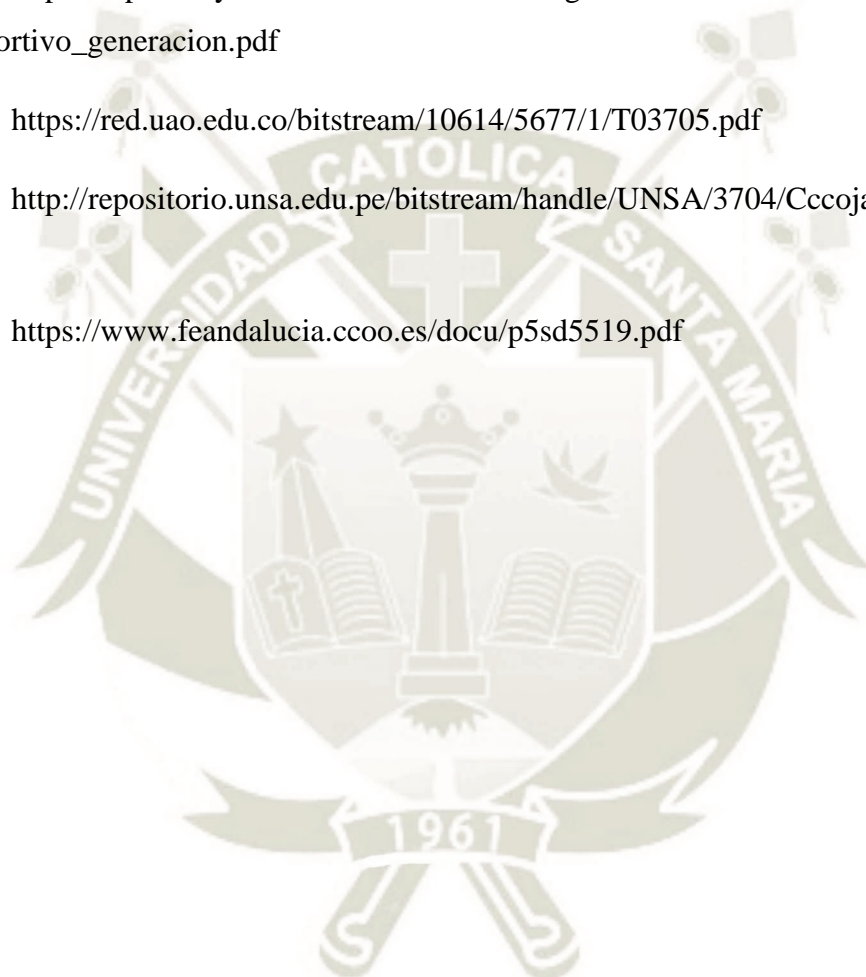 ortivo_generacion.pdf
https://red.uao.edu.co/bitstream/10614/5677/1/T03705.pdf
http://repositorio.unsa.edu.pe/bitstream/handle/UNSA/3704/Cccoja
https://www.feandalucia.ccoo.es/docu/p5sd5519.pdf
UNIVERSIDAD CATOLICA SANTA MARIA
1961